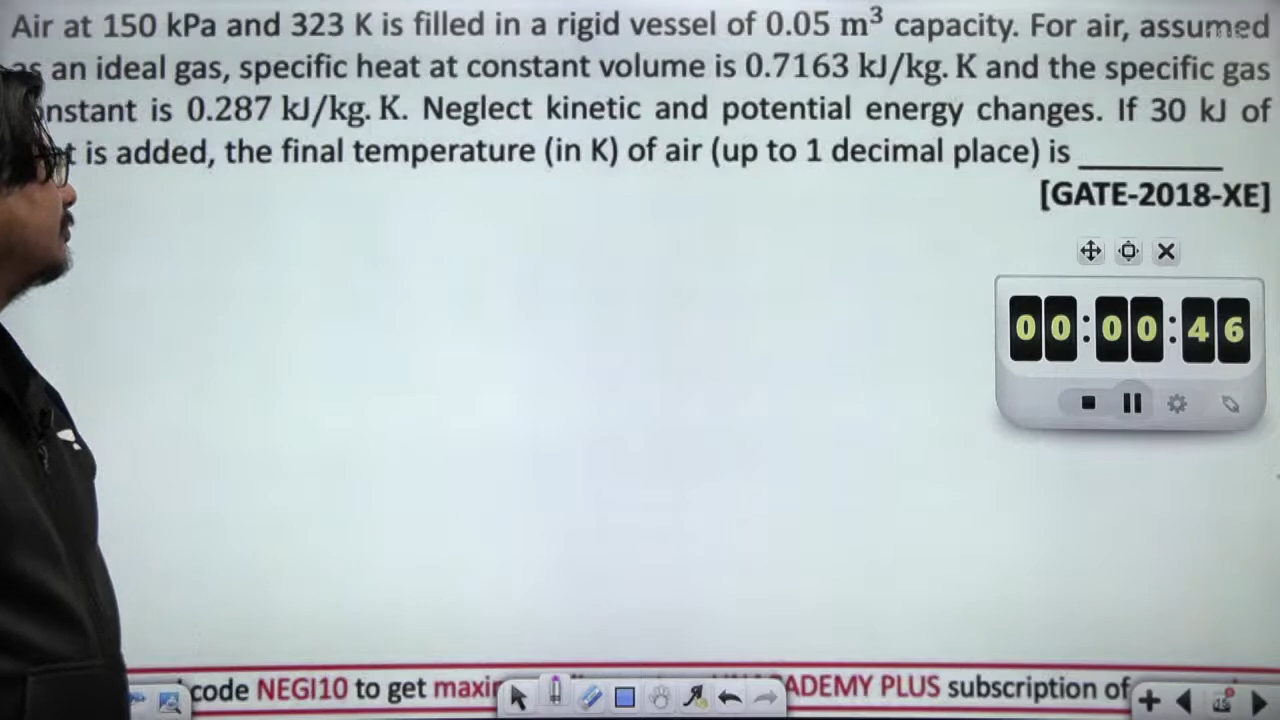 Air at 150 kPa and 323 K is filled in a rigid vessel of 0.05 m³ capacity. For air, assumed
as an ideal gas, specific heat at constant volume is 0.7163 kJ/kg. K and the specific gas
onstant is 0.287 kJ/kg. K. Neglect kinetic and potential energy changes. If 30 kJ of
t is added, the final temperature (in K) of air (up to 1 decimal place) is ________
[GATE-2018-XE]
00:00:46
code NEGI10 to get maxi ADEMY PLUS subscription of